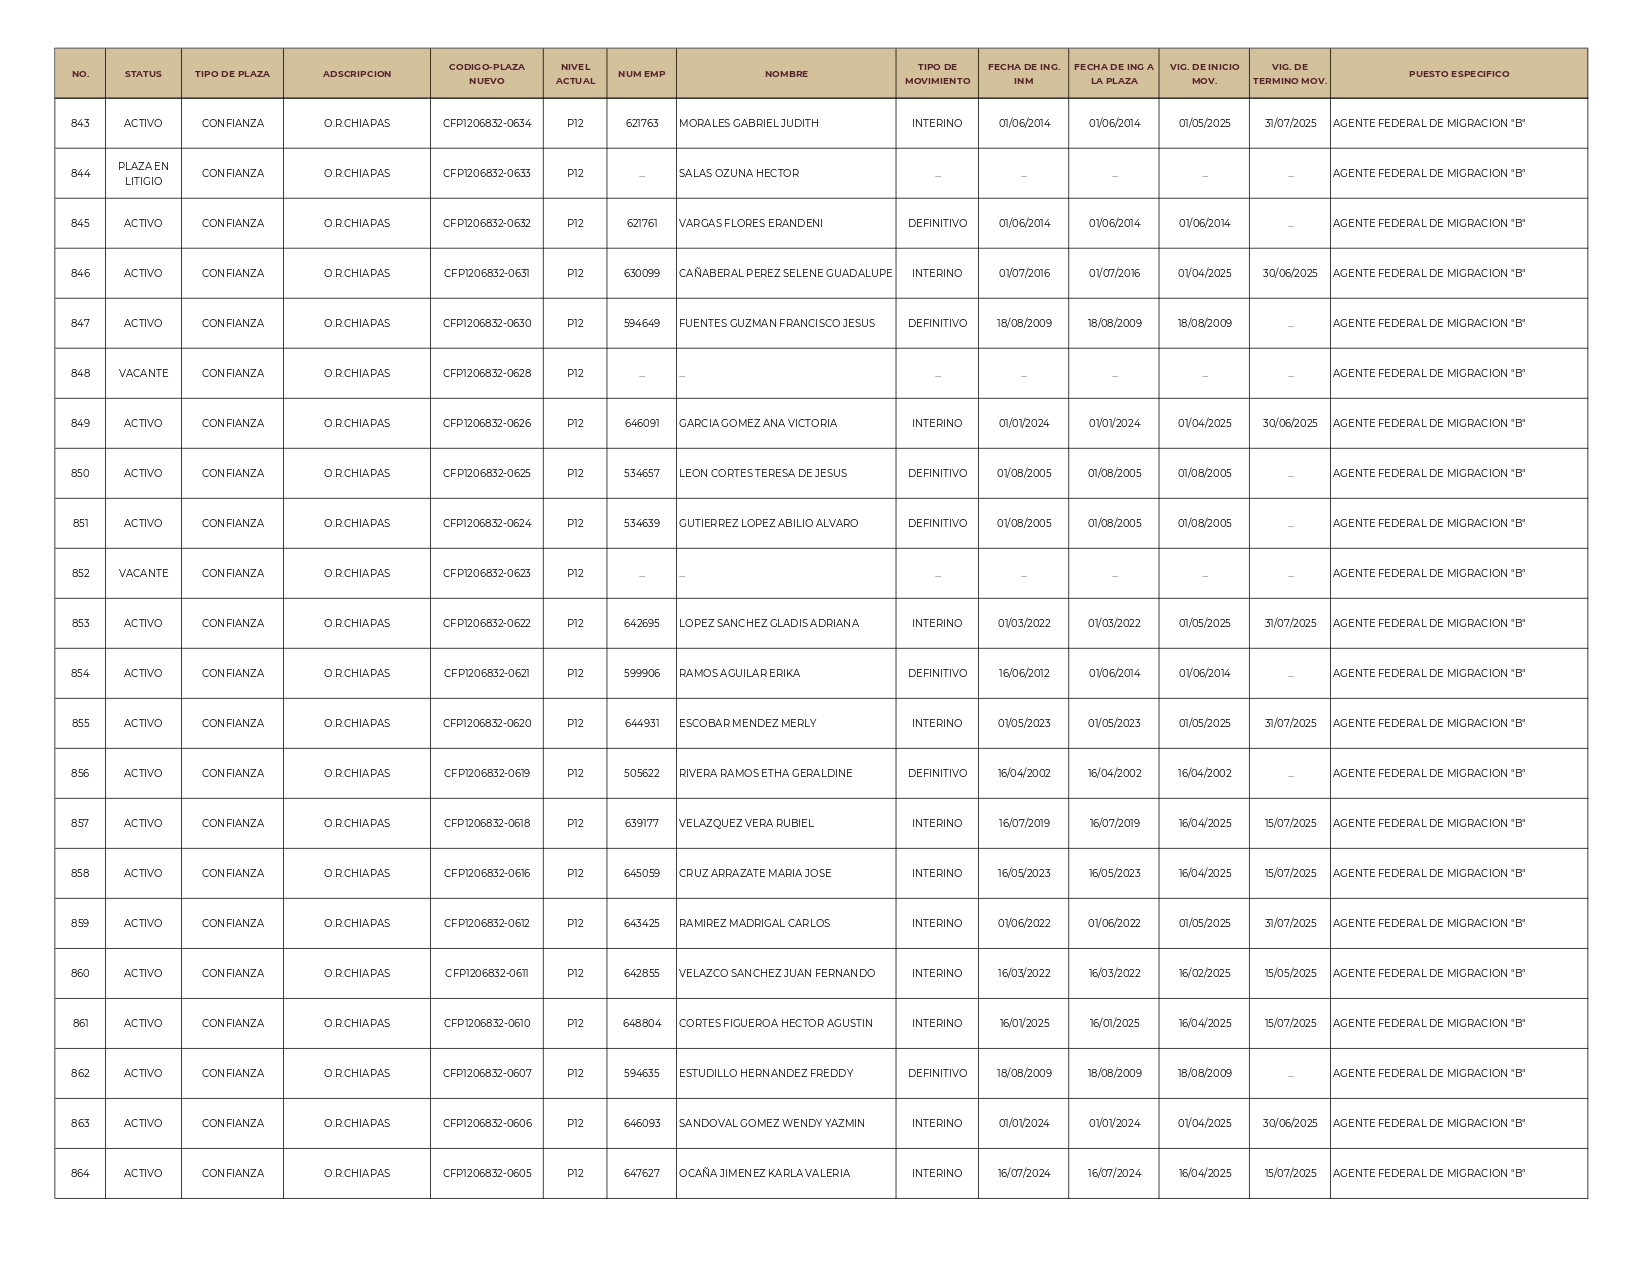 NO. STATUS TIPO DE PLAZA ADSCRIPCION CODIGO-PLAZA NUEVO NIVEL ACTUAL NUM EMP NOMBRE TIPO DE MOVIMIENTO FECHA DE ING. INM FECHA DE ING A LA PLAZA VIG. DE INICIO MOV. VIG. DE TERMINO MOV. PUESTO ESPECIFICO
843 ACTIVO CONFIANZA O.R.CHIAPAS CFP1206832-0634 P12 621763 MORALES GABRIEL JUDITH INTERINO 01/06/2014 01/06/2014 01/05/2025 31/07/2025 AGENTE FEDERAL DE MIGRACION "B"
844 PLAZA EN LITIGIO CONFIANZA O.R.CHIAPAS CFP1206832-0633 P12 ... SALAS OZUNA HECTOR ... ... ... ... ... AGENTE FEDERAL DE MIGRACION "B"
845 ACTIVO CONFIANZA O.R.CHIAPAS CFP1206832-0632 P12 621761 VARGAS FLORES ERANDENI DEFINITIVO 01/06/2014 01/06/2014 01/06/2014 ... AGENTE FEDERAL DE MIGRACION "B"
846 ACTIVO CONFIANZA O.R.CHIAPAS CFP1206832-0631 P12 630099 CAÑABERAL PEREZ SELENE GUADALUPE INTERINO 01/07/2016 01/07/2016 01/04/2025 30/06/2025 AGENTE FEDERAL DE MIGRACION "B"
847 ACTIVO CONFIANZA O.R.CHIAPAS CFP1206832-0630 P12 594649 FUENTES GUZMAN FRANCISCO JESUS DEFINITIVO 18/08/2009 18/08/2009 18/08/2009 ... AGENTE FEDERAL DE MIGRACION "B"
848 VACANTE CONFIANZA O.R.CHIAPAS CFP1206832-0628 P12 ... ... ... ... ... ... ... AGENTE FEDERAL DE MIGRACION "B"
849 ACTIVO CONFIANZA O.R.CHIAPAS CFP1206832-0626 P12 646091 GARCIA GOMEZ ANA VICTORIA INTERINO 01/01/2024 01/01/2024 01/04/2025 30/06/2025 AGENTE FEDERAL DE MIGRACION "B"
850 ACTIVO CONFIANZA O.R.CHIAPAS CFP1206832-0625 P12 534657 LEON CORTES TERESA DE JESUS DEFINITIVO 01/08/2005 01/08/2005 01/08/2005 ... AGENTE FEDERAL DE MIGRACION "B"
851 ACTIVO CONFIANZA O.R.CHIAPAS CFP1206832-0624 P12 534639 GUTIERREZ LOPEZ ABILIO ALVARO DEFINITIVO 01/08/2005 01/08/2005 01/08/2005 ... AGENTE FEDERAL DE MIGRACION "B"
852 VACANTE CONFIANZA O.R.CHIAPAS CFP1206832-0623 P12 ... ... ... ... ... ... ... AGENTE FEDERAL DE MIGRACION "B"
853 ACTIVO CONFIANZA O.R.CHIAPAS CFP1206832-0622 P12 642695 LOPEZ SANCHEZ GLADIS ADRIANA INTERINO 01/03/2022 01/03/2022 01/05/2025 31/07/2025 AGENTE FEDERAL DE MIGRACION "B"
854 ACTIVO CONFIANZA O.R.CHIAPAS CFP1206832-0621 P12 599906 RAMOS AGUILAR ERIKA DEFINITIVO 16/06/2012 01/06/2014 01/06/2014 ... AGENTE FEDERAL DE MIGRACION "B"
855 ACTIVO CONFIANZA O.R.CHIAPAS CFP1206832-0620 P12 644931 ESCOBAR MENDEZ MERLY INTERINO 01/05/2023 01/05/2023 01/05/2025 31/07/2025 AGENTE FEDERAL DE MIGRACION "B"
856 ACTIVO CONFIANZA O.R.CHIAPAS CFP1206832-0619 P12 505622 RIVERA RAMOS ETHA GERALDINE DEFINITIVO 16/04/2002 16/04/2002 16/04/2002 ... AGENTE FEDERAL DE MIGRACION "B"
857 ACTIVO CONFIANZA O.R.CHIAPAS CFP1206832-0618 P12 639177 VELAZQUEZ VERA RUBIEL INTERINO 16/07/2019 16/07/2019 16/04/2025 15/07/2025 AGENTE FEDERAL DE MIGRACION "B"
858 ACTIVO CONFIANZA O.R.CHIAPAS CFP1206832-0616 P12 645059 CRUZ ARRAZATE MARIA JOSE INTERINO 16/05/2023 16/05/2023 16/04/2025 15/07/2025 AGENTE FEDERAL DE MIGRACION "B"
859 ACTIVO CONFIANZA O.R.CHIAPAS CFP1206832-0612 P12 643425 RAMIREZ MADRIGAL CARLOS INTERINO 01/06/2022 01/06/2022 01/05/2025 31/07/2025 AGENTE FEDERAL DE MIGRACION "B"
860 ACTIVO CONFIANZA O.R.CHIAPAS CFP1206832-0611 P12 642855 VELAZCO SANCHEZ JUAN FERNANDO INTERINO 16/03/2022 16/03/2022 16/02/2025 15/05/2025 AGENTE FEDERAL DE MIGRACION "B"
861 ACTIVO CONFIANZA O.R.CHIAPAS CFP1206832-0610 P12 648804 CORTES FIGUEROA HECTOR AGUSTIN INTERINO 16/01/2025 16/01/2025 16/04/2025 15/07/2025 AGENTE FEDERAL DE MIGRACION "B"
862 ACTIVO CONFIANZA O.R.CHIAPAS CFP1206832-0607 P12 594635 ESTUDILLO HERNANDEZ FREDDY DEFINITIVO 18/08/2009 18/08/2009 18/08/2009 ... AGENTE FEDERAL DE MIGRACION "B"
863 ACTIVO CONFIANZA O.R.CHIAPAS CFP1206832-0606 P12 646093 SANDOVAL GOMEZ WENDY YAZMIN INTERINO 01/01/2024 01/01/2024 01/04/2025 30/06/2025 AGENTE FEDERAL DE MIGRACION "B"
864 ACTIVO CONFIANZA O.R.CHIAPAS CFP1206832-0605 P12 647627 OCAÑA JIMENEZ KARLA VALERIA INTERINO 16/07/2024 16/07/2024 16/04/2025 15/07/2025 AGENTE FEDERAL DE MIGRACION "B"